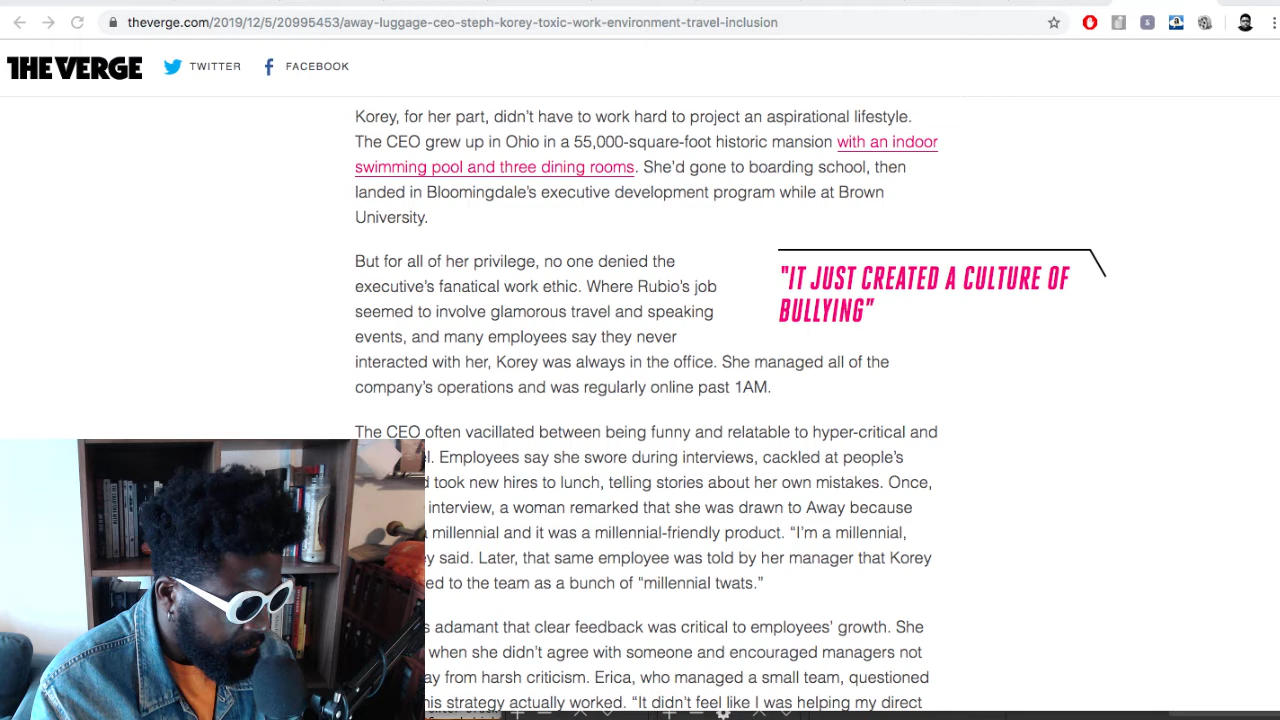 theverge.com/2019/12/5/20995453/away-luggage-ceo-steph-korey-toxic-work-environment-travel-inclusion
THE VERGE TWITTER FACEBOOK
Korey, for her part, didn’t have to work hard to project an aspirational lifestyle.
The CEO grew up in Ohio in a 55,000-square-foot historic mansion with an indoor
swimming pool and three dining rooms. She’d gone to boarding school, then
landed in Bloomingdale’s executive development program while at Brown
University.
But for all of her privilege, no one denied the
executive’s fanatical work ethic. Where Rubio’s job
seemed to involve glamorous travel and speaking
events, and many employees say they never
interacted with her, Korey was always in the office. She managed all of the
company’s operations and was regularly online past 1AM.
"IT JUST CREATED A CULTURE OF
BULLYING"
The CEO often vacillated between being funny and relatable to hyper-critical and
Employees say she swore during interviews, cackled at people’s
took new hires to lunch, telling stories about her own mistakes. Once,
interview, a woman remarked that she was drawn to Away because
millennial and it was a millennial-friendly product. “I’m a millennial,
said. Later, that same employee was told by her manager that Korey
to the team as a bunch of “millennial twats.”
adamant that clear feedback was critical to employees’ growth. She
when she didn’t agree with someone and encouraged managers not
from harsh criticism. Erica, who managed a small team, questioned
strategy actually worked. “It didn’t feel like I was helping my direct